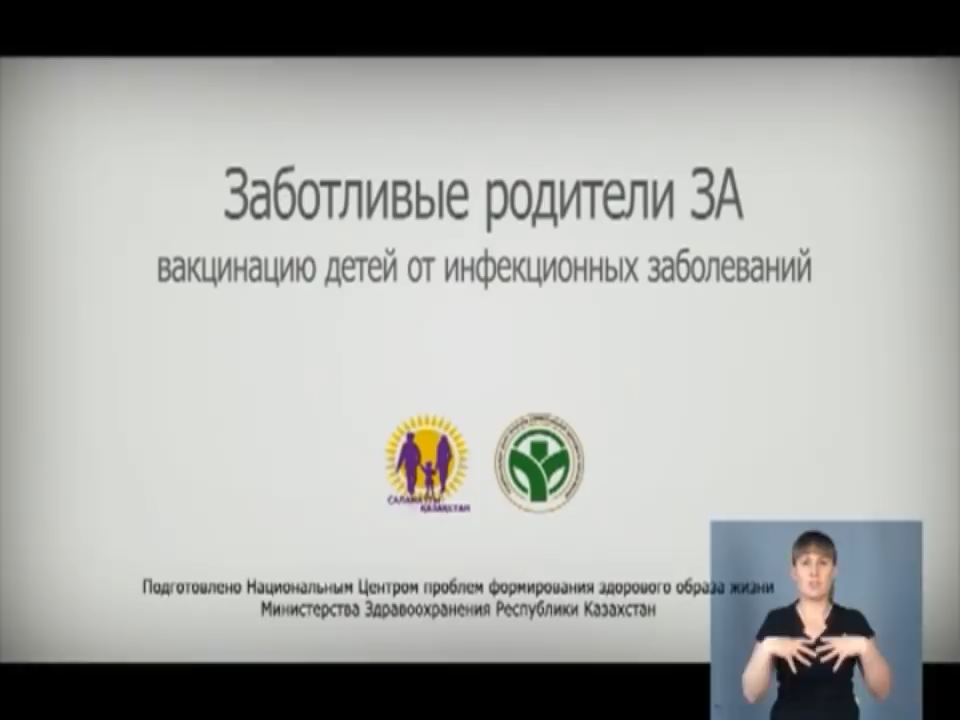 Заботливые родители ЗА
вакцинацию детей от инфекционных заболеваний
САЛАМАТТЫ
ҚАЗАҚСТАН
Подготовлено Национальным Центром проблем формирования здорового образа жизни
Министерства Здравоохранения Республики Казахстан